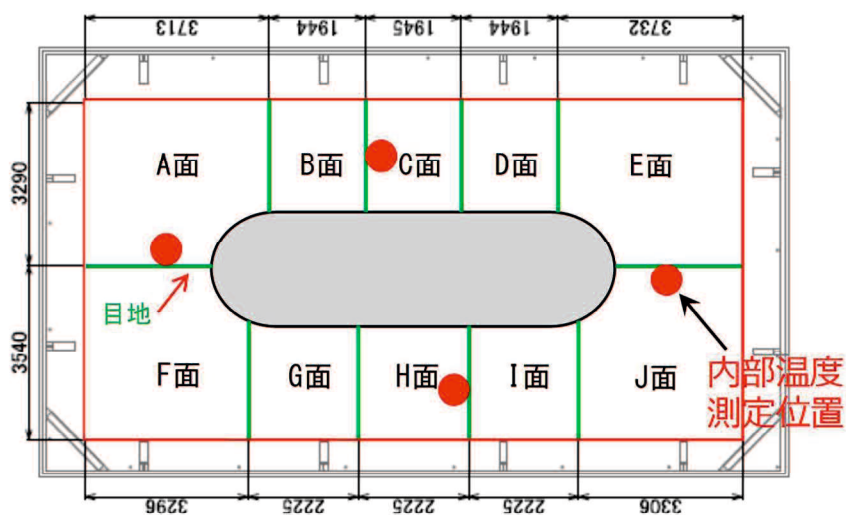 3713
1944
1945
1944
3732
3290
A面
B面
C面
D面
E面
目地
3540
F面
G面
H面
I面
J面
内部温度
測定位置
3296
2225
2225
2225
3306